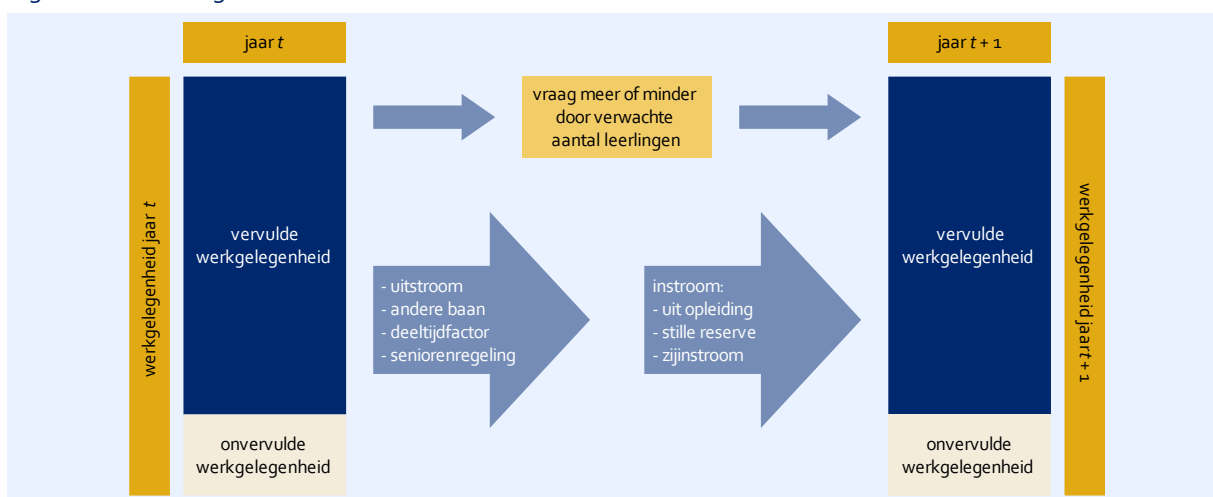 jaar t
jaar t + 1
werkgelegenheid jaar t
vervulde
werkgelegenheid
onvervulde
werkgelegenheid
vraag meer of minder
door verwachte
aantal leerlingen
- uitstroom
- andere baan
- deeltijdfactor
- seniorenregeling
instroom:
- uit opleiding
- stille reserve
- zijinstroom
vervulde
werkgelegenheid
onvervulde
werkgelegenheid
werkgelegenheid jaar t + 1